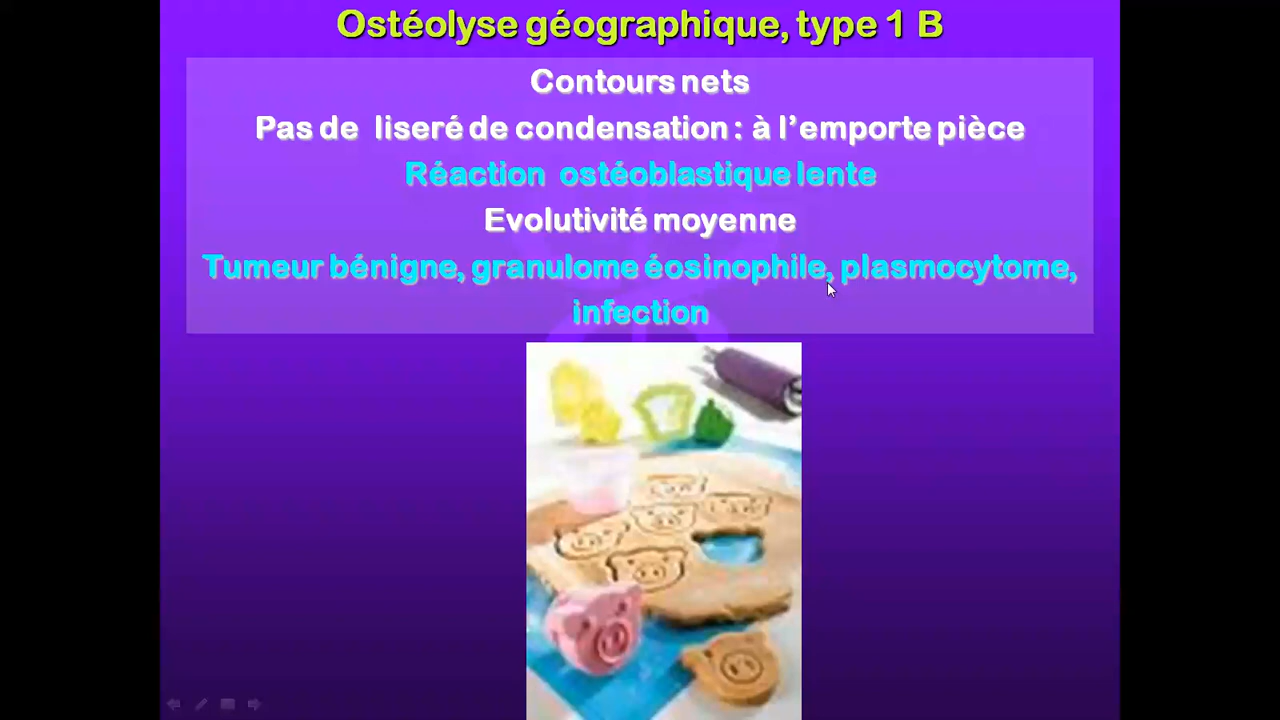 Ostéolyse géographique, type 1 B
Contours nets
Pas de liseré de condensation : à l'emporte pièce
Réaction ostéoblastique lente
Evolutivité moyenne
Tumeur bénigne, granulome éosinophile, plasmocytome,
infection